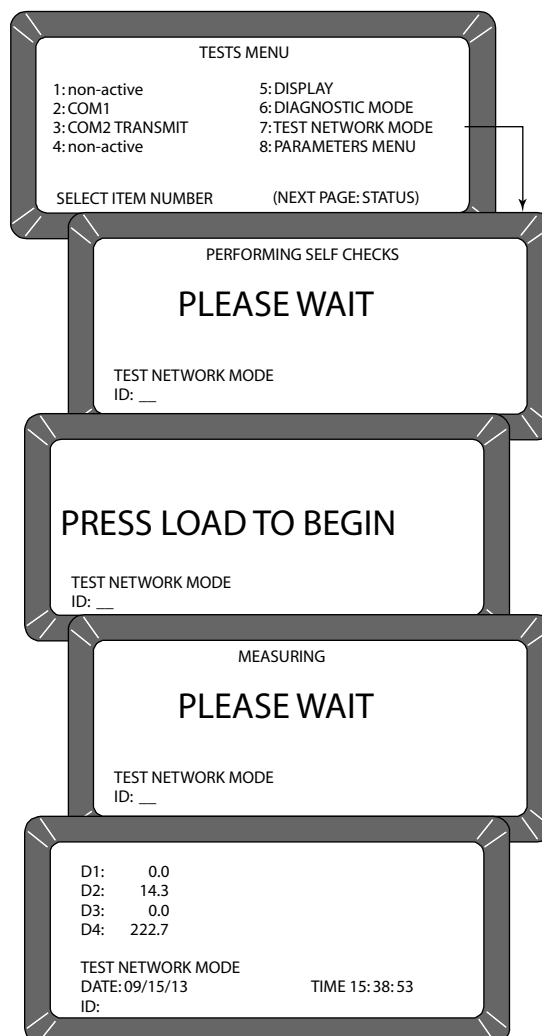 TESTS MENU
1: non-active
2: COM1
3: COM2 TRANSMIT
4: non-active
5: DISPLAY
6: DIAGNOSTIC MODE
7: TEST NETWORK MODE
8: PARAMETERS MENU
SELECT ITEM NUMBER (NEXT PAGE: STATUS)
PERFORMING SELF CHECKS
PLEASE WAIT
TEST NETWORK MODE
ID: __
PRESS LOAD TO BEGIN
TEST NETWORK MODE
ID: __
MEASURING
PLEASE WAIT
TEST NETWORK MODE
ID: __
D1: 0.0
D2: 14.3
D3: 0.0
D4: 222.7
TEST NETWORK MODE
DATE: 09/15/13 TIME 15: 38: 53
ID: